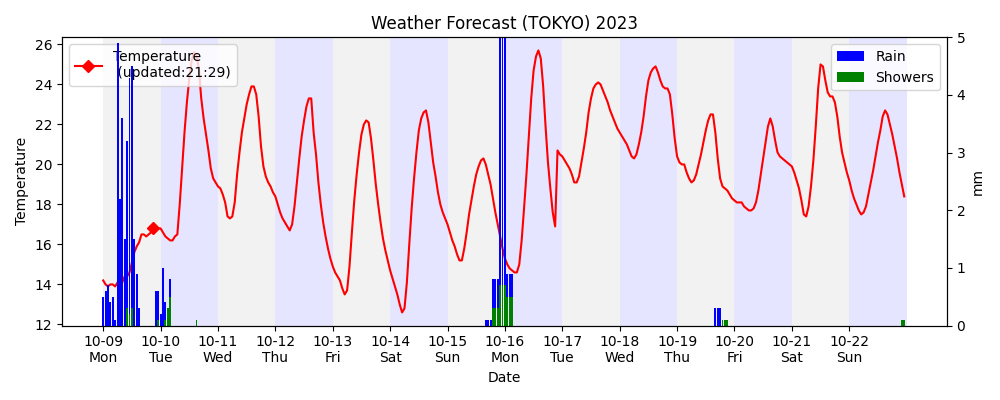 Weather Forecast (TOKYO) 2023
Temperature
(updated:21:29)
Rain
Showers
Temperature
26
24
22
20
18
16
14
12
5
4
3
2
1
0
mm
10-09 10-10 10-11 10-12 10-13 10-14 10-15 10-16 10-17 10-18 10-19 10-20 10-21 10-22
Mon Tue Wed Thu Fri Sat Sun Mon Tue Wed Thu Fri Sat Sun
Date